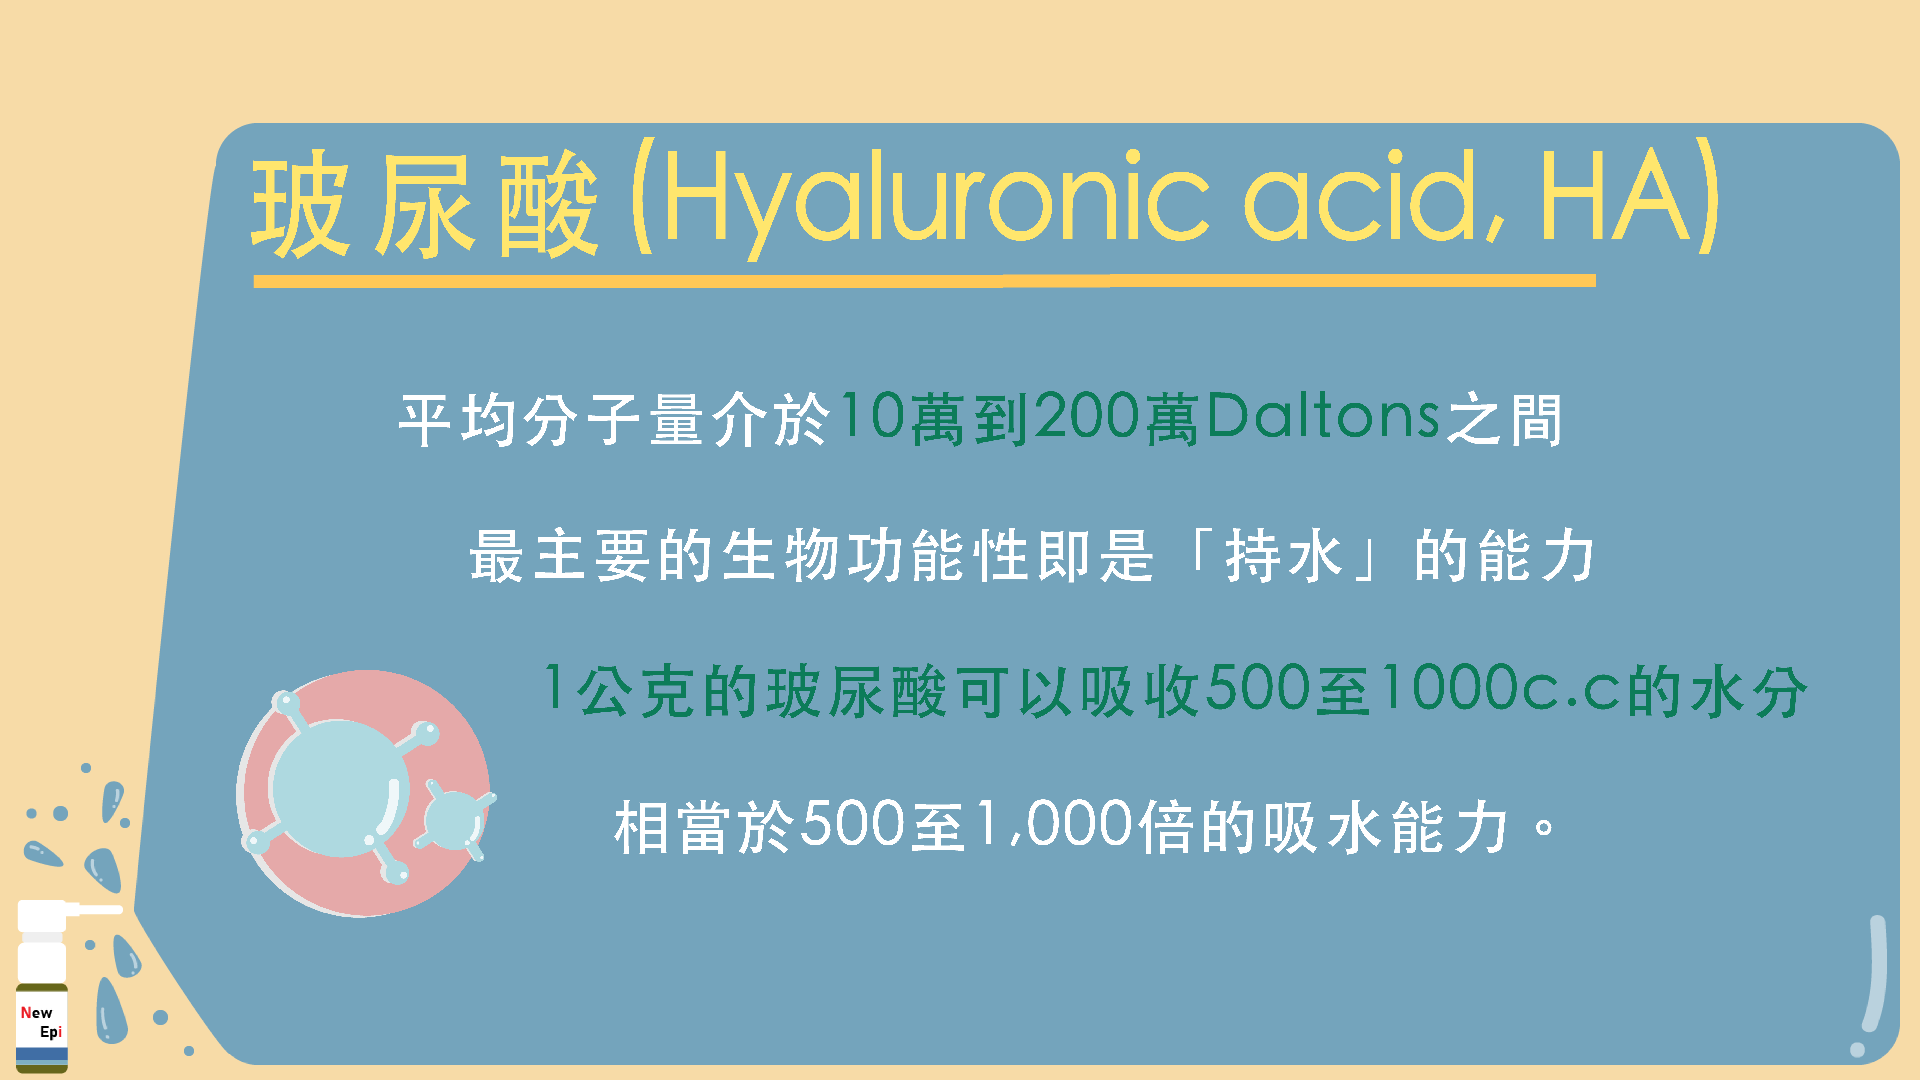 玻尿酸(Hyaluronic acid, HA)
平均分子量介於10萬到200萬Daltons之間
最主要的生物功能性即是「持水」的能力
1公克的玻尿酸可以吸收500至1000c.c的水分
相當於500至1,000倍的吸水能力。
New
Epi